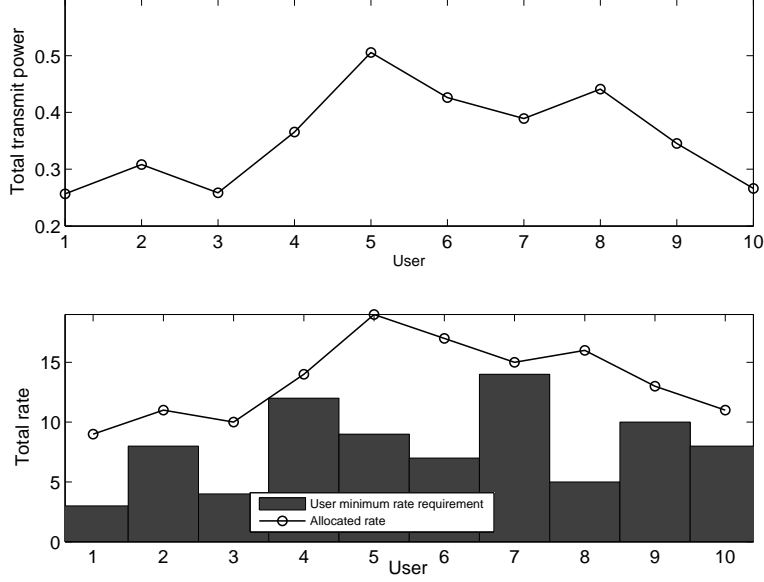 Total transmit power
0.5
0.4
0.3
0.2
1 2 3 4 5 6 7 8 9 10
User
Total rate
15
10
5
0
User minimum rate requirement
Allocated rate
1 2 3 4 5 6 7 8 9 10
User